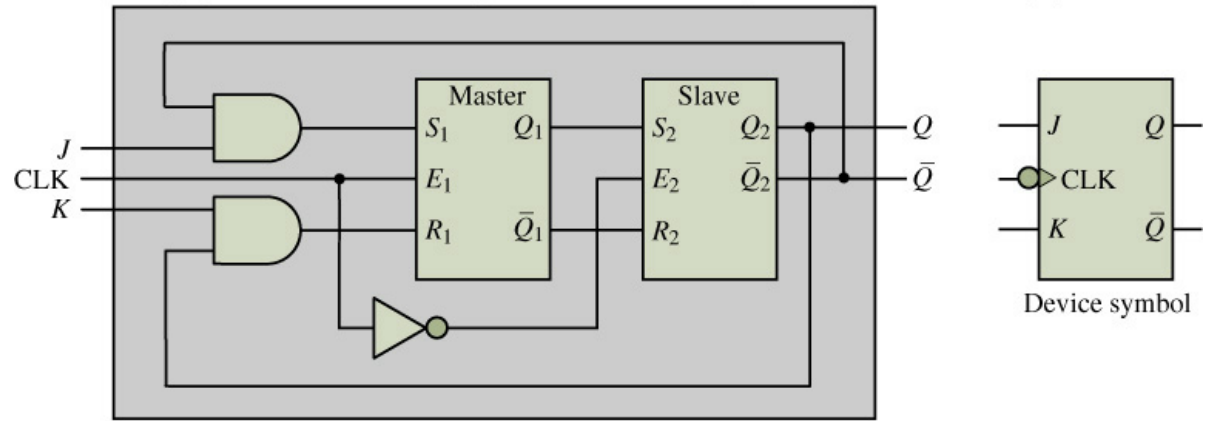 Master
Slave
S₁ Q₁
S₂ Q₂
Q
J
CLK
E₁
E₂ Q̅₂
Q̅
K
R₁ Q̅₁
R₂
J Q
CLK
K Q̅
Device symbol